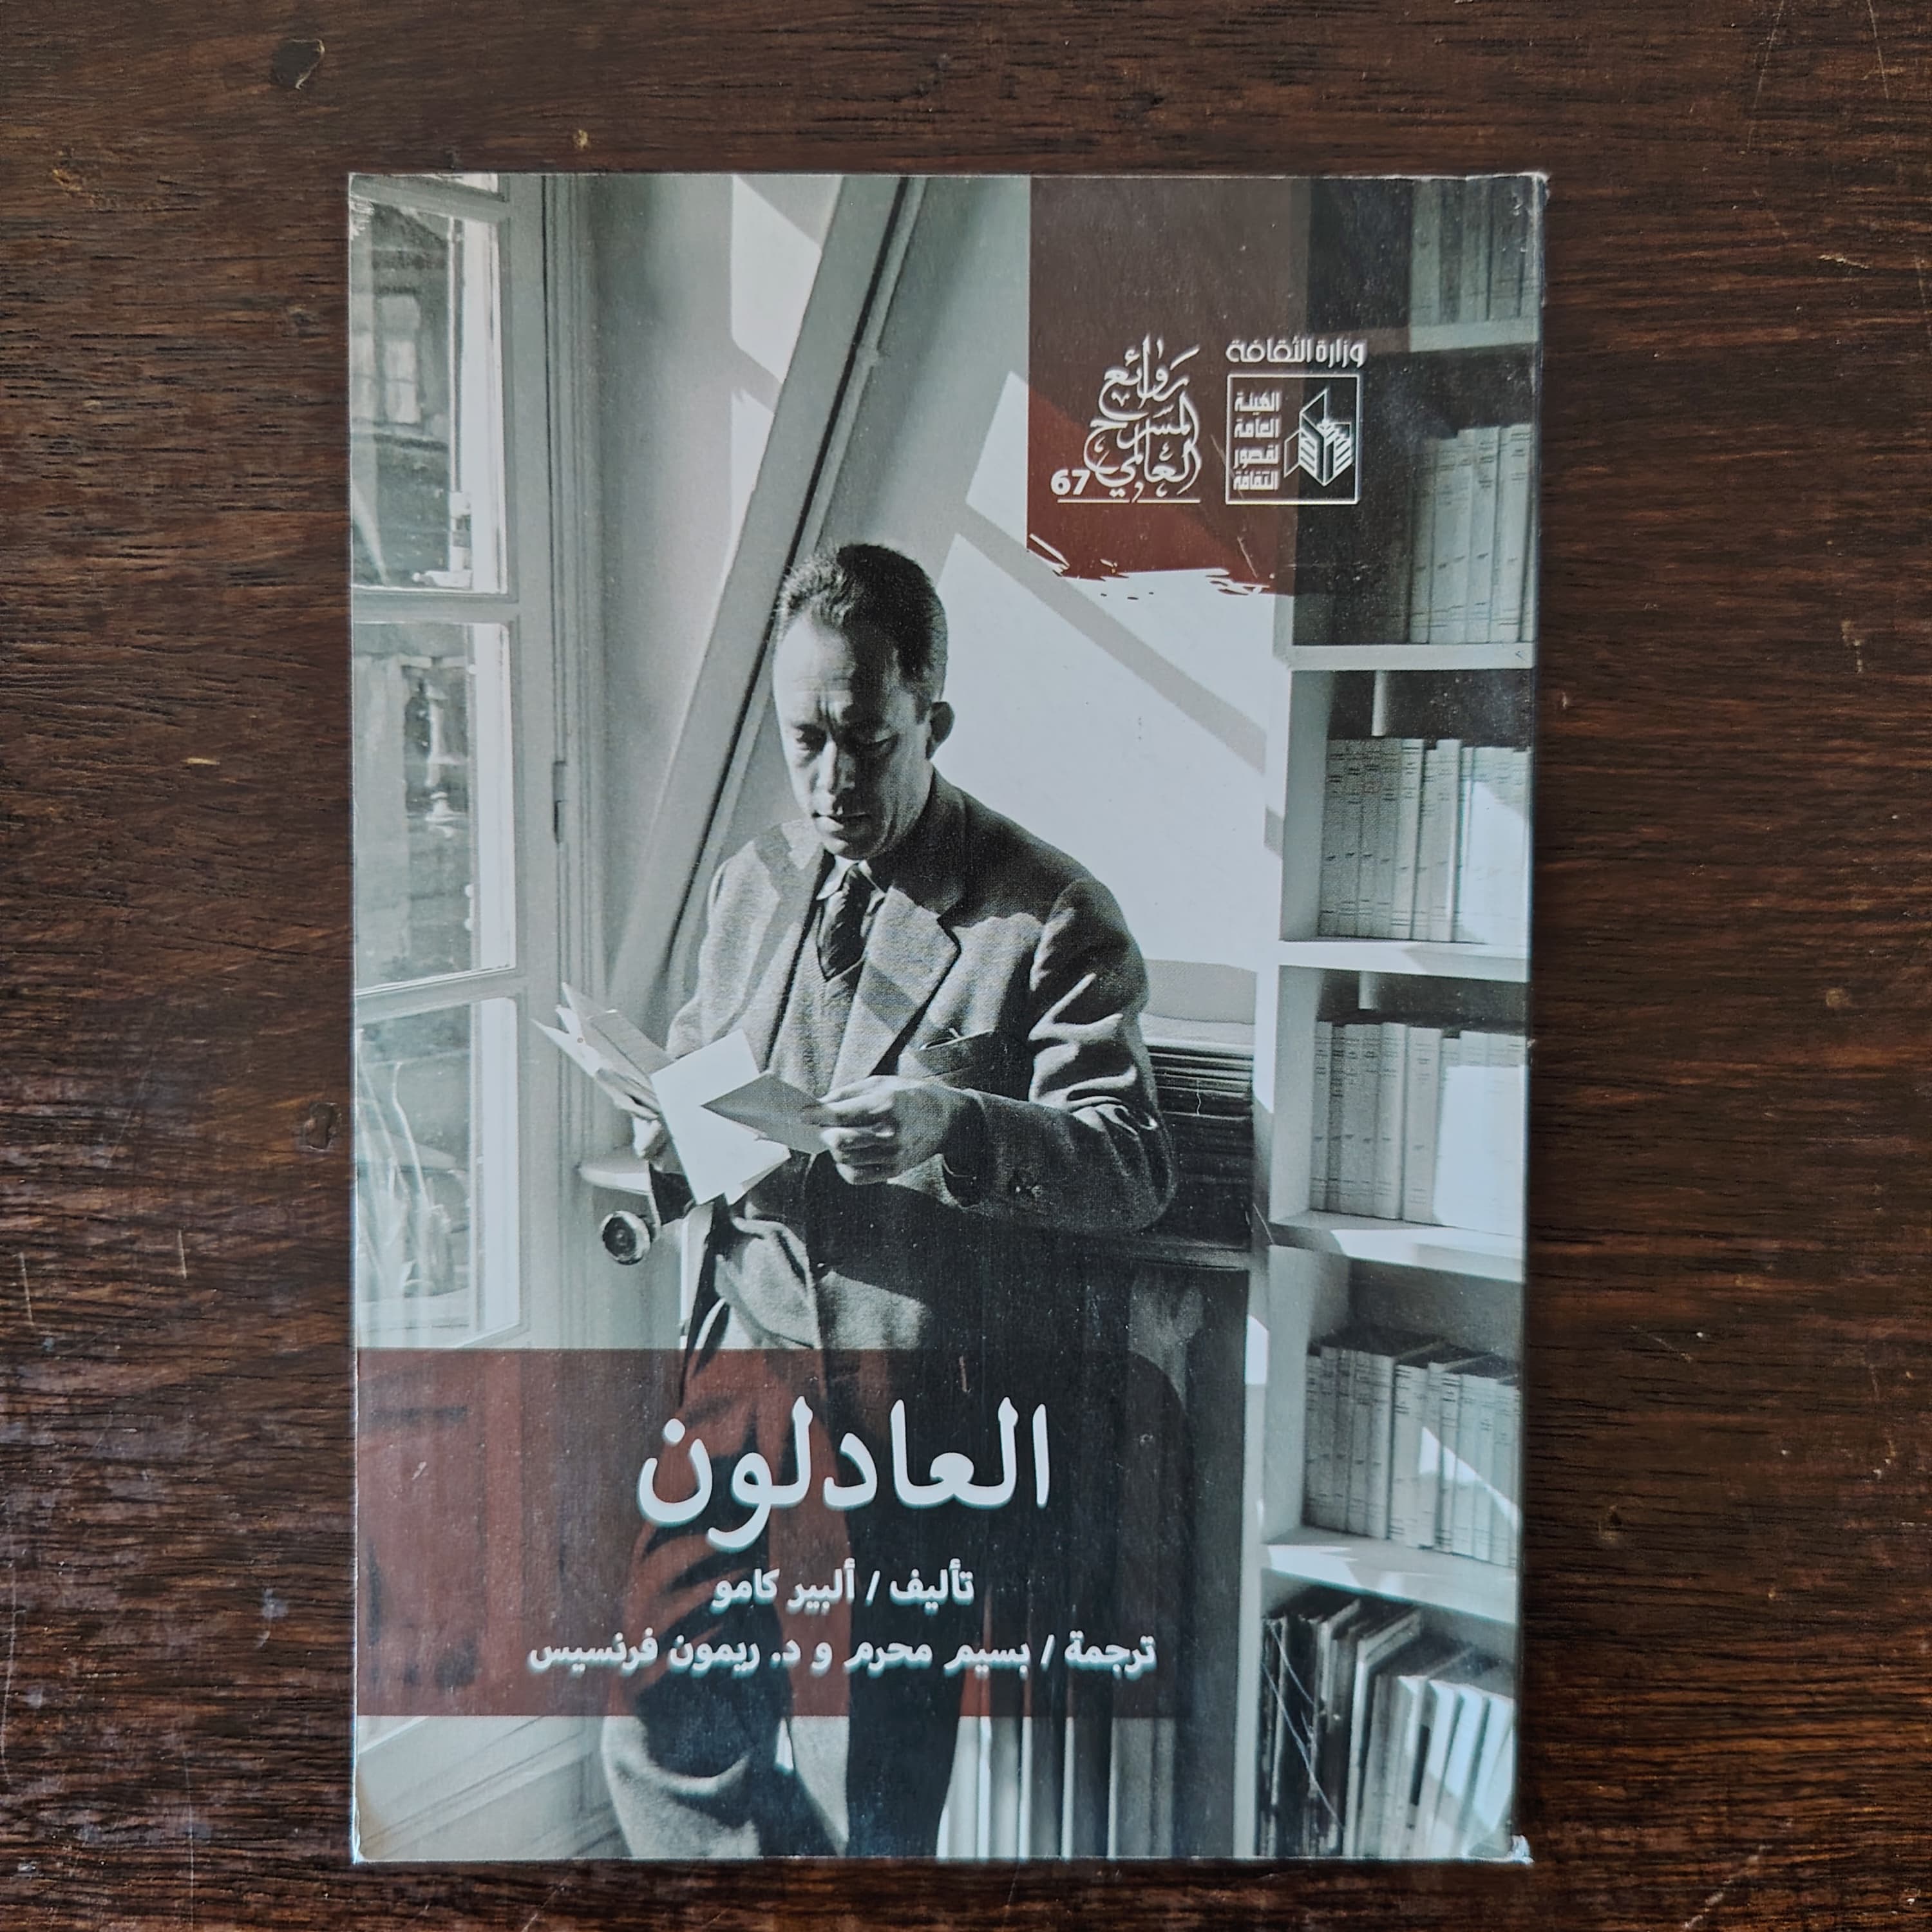 وزارة الثقافة
الهيئة
العامة
لقصور
الثقافة
روائع
المسرح
العالمي
67
العادلون
تأليف / ألبير كامو
ترجمة / بسيم محرم و د. ريمون فرنسيس